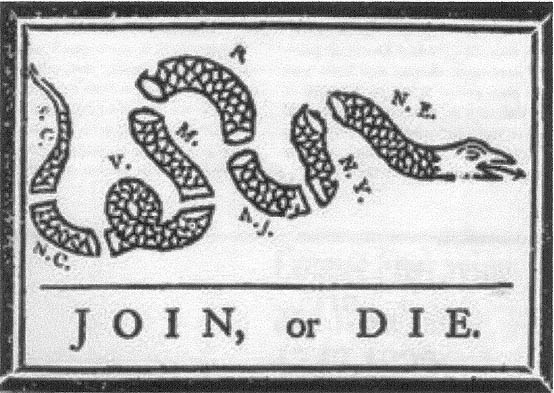 N. E.
S. C.
M.
V.
N. Y.
N. J.
N. C.
JOIN, or DIE.